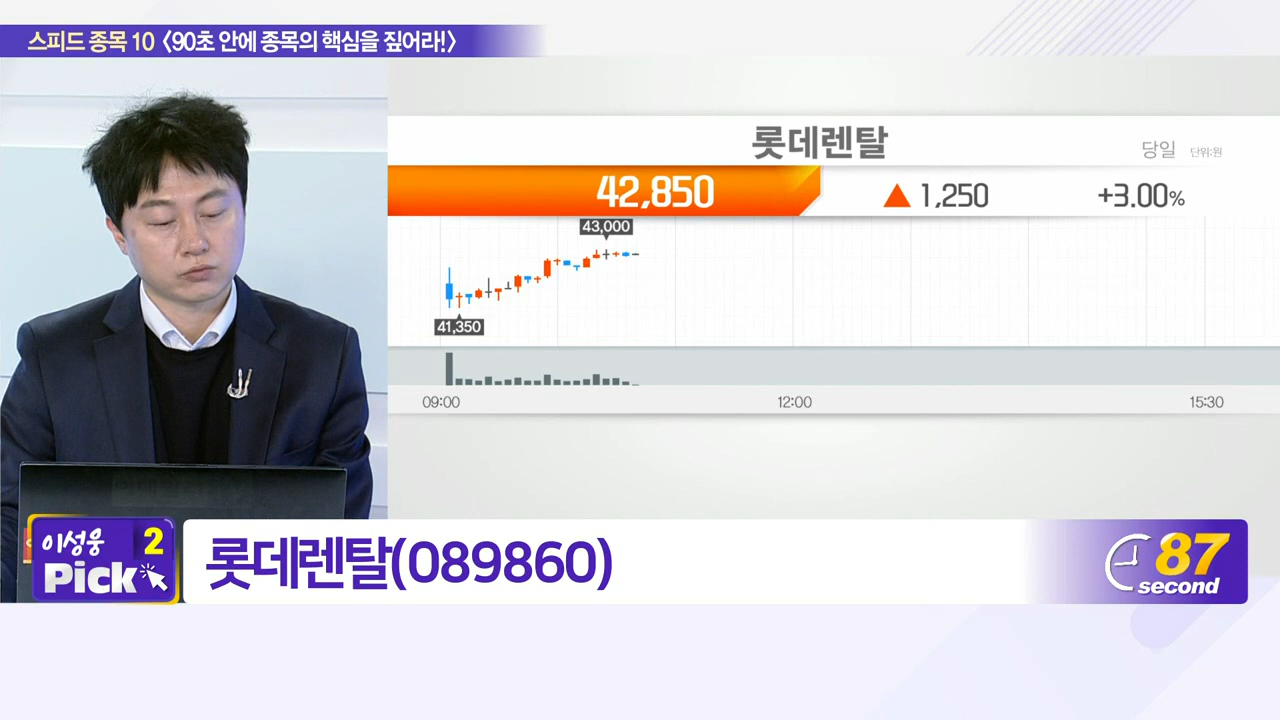 스피드 종목 10 〈90초 안에 종목의 핵심을 짚어라!〉
롯데렌탈
당일 단위:원
42,850 ▲ 1,250 +3.00%
43,000
41,350
09:00 12:00 15:30
이성웅 2
Pick
롯데렌탈(089860)
87
second